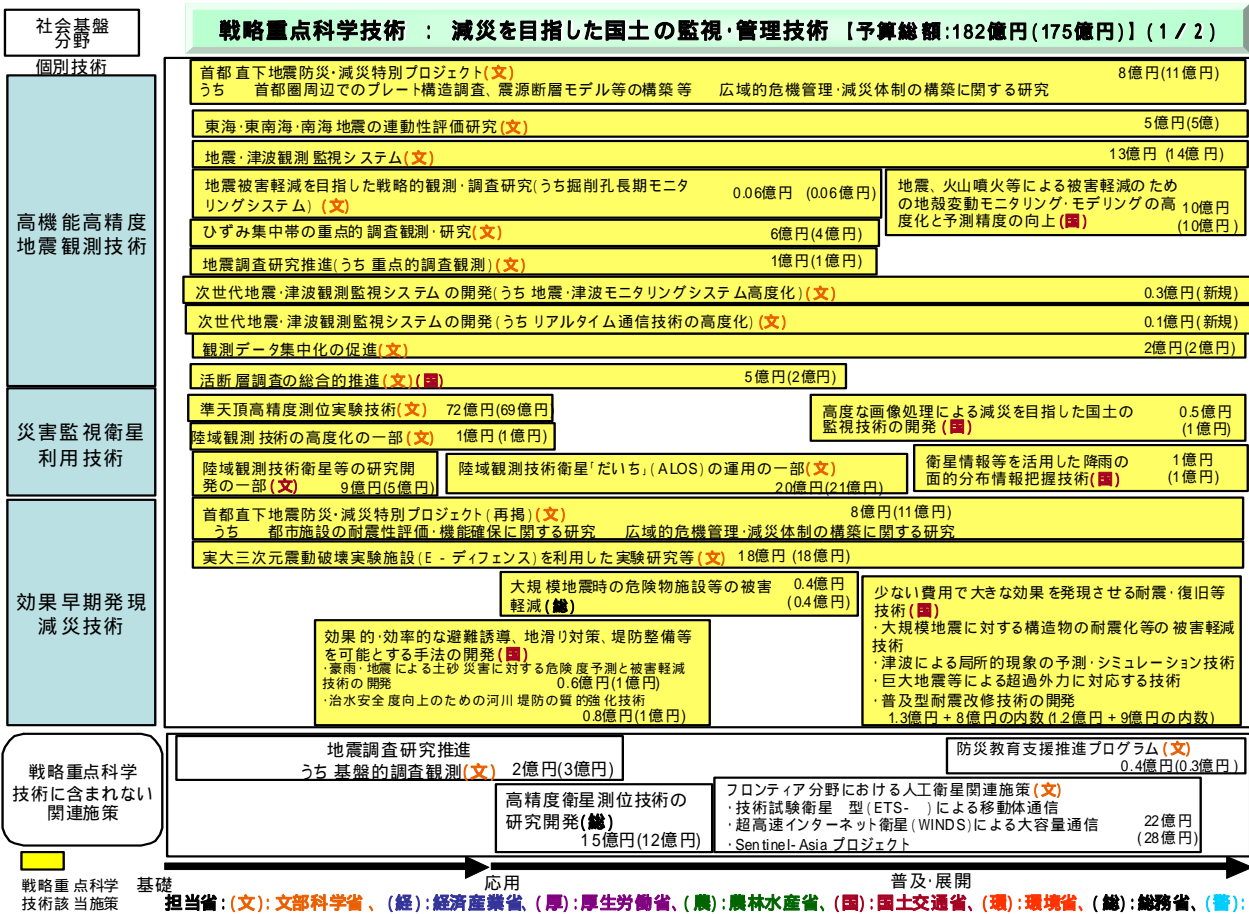 社会基盤
分野
戦略重点科学技術 ： 減災を目指した国土の監視・管理技術 【予算総額:182億円(175億円)】(1/2)
個別技術
高機能高精度
地震観測技術
首都直下地震防災・減災特別プロジェクト(文) 8億円(11億円)
うち 首都圏周辺でのプレート構造調査、震源断層モデル等の構築等 広域的危機管理・減災体制の構築に関する研究
東海・東南海・南海地震の連動性評価研究(文) 5億円(5億)
地震・津波観測監視システム(文) 13億円 (14億円)
地震被害軽減を目指した戦略的観測・調査研究(うち掘削孔長期モニタ
リングシステム) (文) 0.06億円 (0.06億円)
地震、火山噴火等による被害軽減のため
の地殻変動モニタリング・モデリングの高
度化と予測精度の向上(国) 10億円
(10億円)
ひずみ集中帯の重点的調査観測・研究(文) 6億円(4億円)
地震調査研究推進(うち重点的調査観測)(文) 1億円(1億円)
次世代地震・津波観測監視システムの開発(うち地震・津波モニタリングシステム高度化)(文) 0.3億円(新規)
次世代地震・津波観測監視システムの開発(うちリアルタイム通信技術の高度化)(文) 0.1億円(新規)
観測データ集中化の促進(文) 2億円(2億円)
活断層調査の総合的推進(文)(国) 5億円(2億円)
災害監視衛星
利用技術
準天頂高精度測位実験技術(文) 72億円(69億円)
陸域観測技術の高度化の一部(文) 1億円(1億円)
高度な画像処理による減災を目指した国土の
監視技術の開発(国) 0.5億円
(1億円)
陸域観測技術衛星等の研究開
発の一部(文) 9億円(5億円)
陸域観測技術衛星「だいち」(ALOS)の運用の一部(文)
20億円(21億円)
衛星情報等を活用した降雨の
面的分布情報把握技術(国) 1億円
(1億円)
効果早期発現
減災技術
首都直下地震防災・減災特別プロジェクト(再掲)(文) 8億円(11億円)
うち 都市施設の耐震性評価・機能確保に関する研究 広域的危機管理・減災体制の構築に関する研究
実大三次元震動破壊実験施設(E-ディフェンス)を利用した実験研究等(文) 18億円(18億円)
大規模地震時の危険物施設等の被害
軽減(総) 0.4億円
(0.4億円)
少ない費用で大きな効果を発現させる耐震・復旧等
技術(国)
・大規模地震に対する構造物の耐震化等の被害軽減
技術
・津波による局所的現象の予測・シミュレーション技術
・巨大地震等による超過外力に対応する技術
・普及型耐震改修技術の開発
1.3億円+8億円の内数(1.2億円+9億円の内数)
効果的・効率的な避難誘導、地滑り対策、堤防整備等
を可能とする手法の開発(国)
・豪雨・地震による土砂災害に対する危険度予測と被害軽減
技術の開発 0.6億円(1億円)
・治水安全度向上のための河川堤防の質的強化技術
0.8億円(1億円)
戦略重点科学
技術に含まれない
関連施策
地震調査研究推進
うち基盤的調査観測(文) 2億円(3億円)
防災教育支援推進プログラム(文)
0.4億円(0.3億円)
高精度衛星測位技術の
研究開発(総)
15億円(12億円)
フロンティア分野における人工衛星関連施策(文)
・技術試験衛星 型(ETS- )による移動体通信
・超高速インターネット衛星(WINDS)による大容量通信
・Sentinel-Asiaプロジェクト
22億円
(28億円)
戦略重点科学
技術該当施策
基礎 応用 普及・展開
担当省：(文)：文部科学省、(経)：経済産業省、(厚)：厚生労働省、(農)：農林水産省、(国)：国土交通省、(環)：環境省、(総)：総務省、(警)：